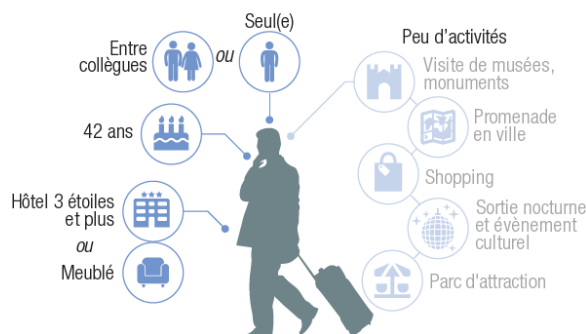 Seul(e)
Entre
collègues
ou
42 ans
Hôtel 3 étoiles
et plus
ou
Meublé
Peu d'activités
Visite de musées,
monuments
Promenade
en ville
Shopping
Sortie nocturne
et évènement
culturel
Parc d'attraction